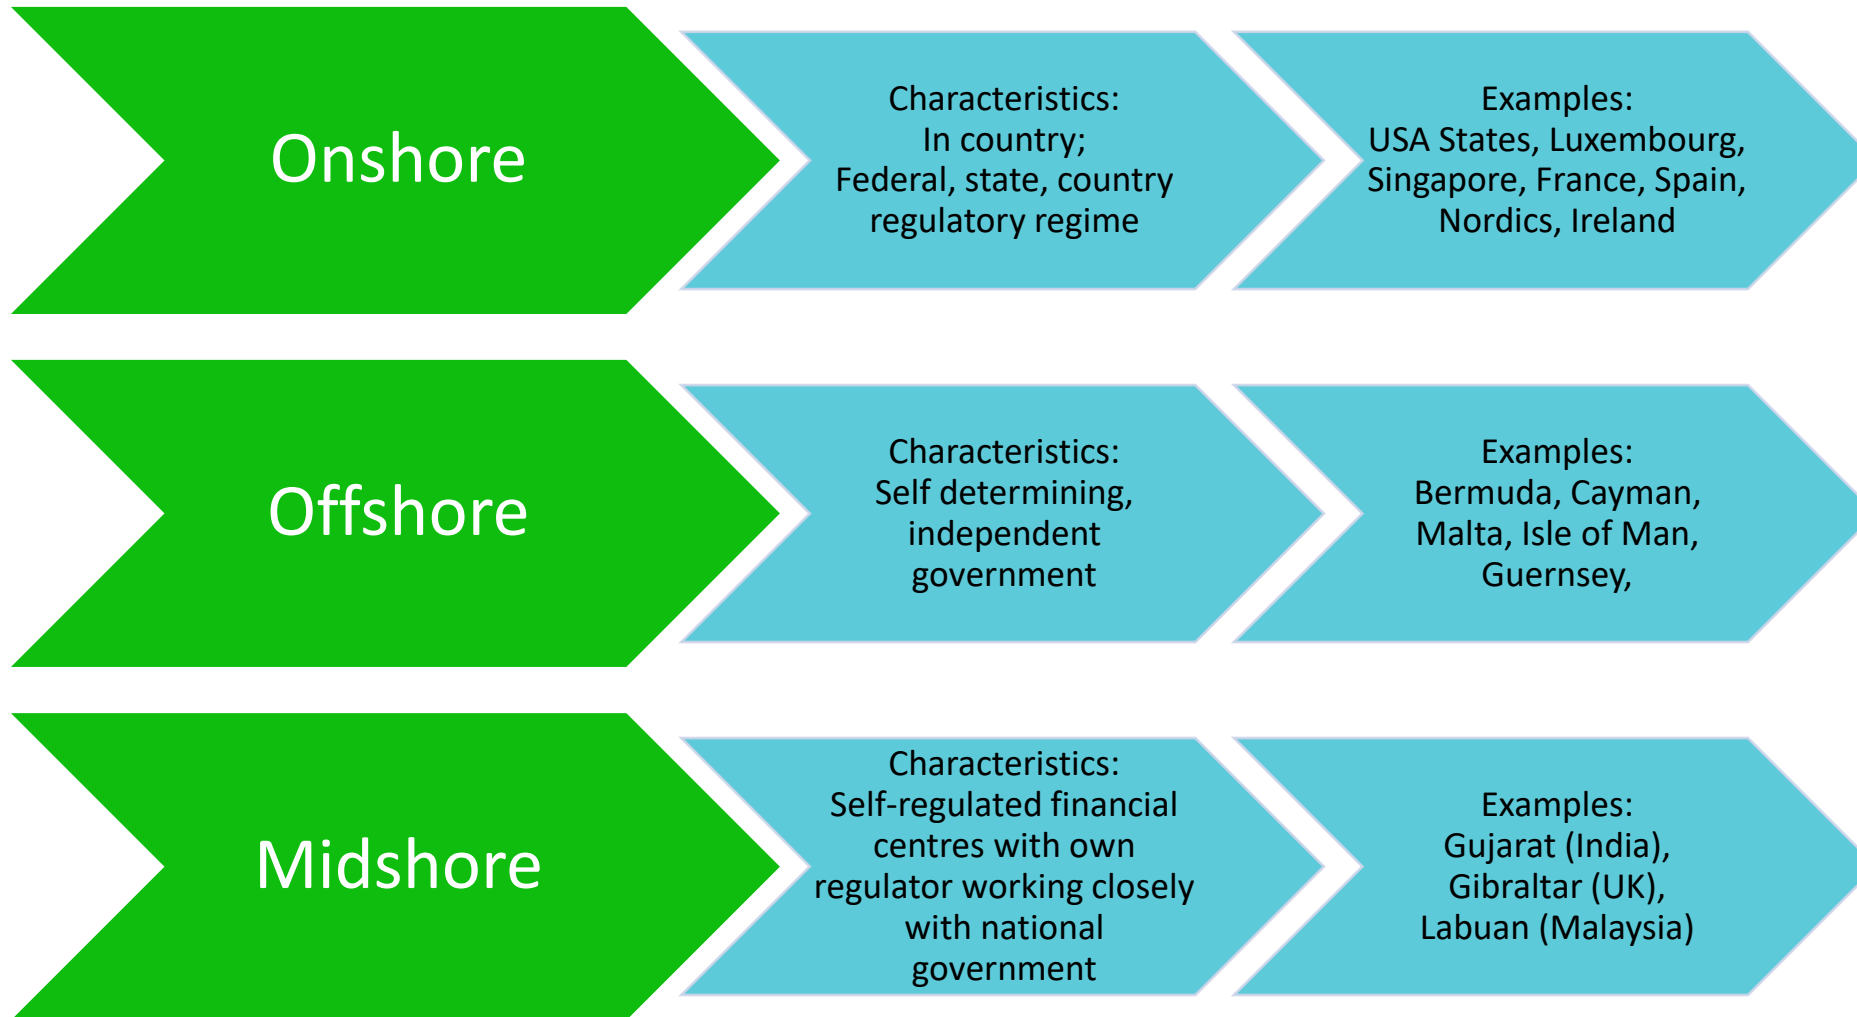 Onshore
Characteristics:
In country;
Federal, state, country
regulatory regime
Examples:
USA States, Luxembourg,
Singapore, France, Spain,
Nordics, Ireland
Offshore
Characteristics:
Self determining,
independent
government
Examples:
Bermuda, Cayman,
Malta, Isle of Man,
Guernsey,
Midshore
Characteristics:
Self-regulated financial
centres with own
regulator working closely
with national
government
Examples:
Gujarat (India),
Gibraltar (UK),
Labuan (Malaysia)